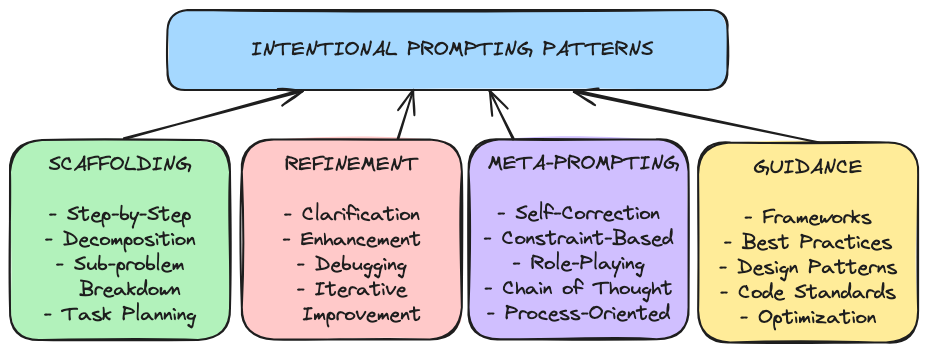 INTENTIONAL PROMPTING PATTERNS
SCAFFOLDING
- Step-by-Step
- Decomposition
- Sub-problem
Breakdown
- Task Planning
REFINEMENT
- Clarification
- Enhancement
- Debugging
- Iterative
Improvement
META-PROMPTING
- Self-Correction
- Constraint-Based
- Role-Playing
- Chain of Thought
- Process-Oriented
GUIDANCE
- Frameworks
- Best Practices
- Design Patterns
- Code Standards
- Optimization